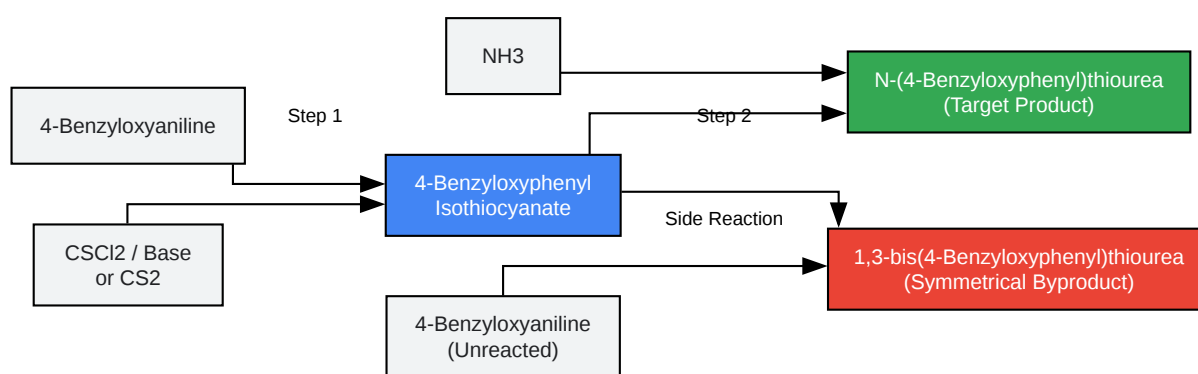 NH3
N-(4-Benzyloxyphenyl)thiourea
(Target Product)
4-Benzyloxyaniline
Step 1
Step 2
4-Benzyloxyphenyl
Isothiocyanate
Side Reaction
CSCl2 / Base
or CS2
1,3-bis(4-Benzyloxyphenyl)thiourea
(Symmetrical Byproduct)
4-Benzyloxyaniline
(Unreacted)